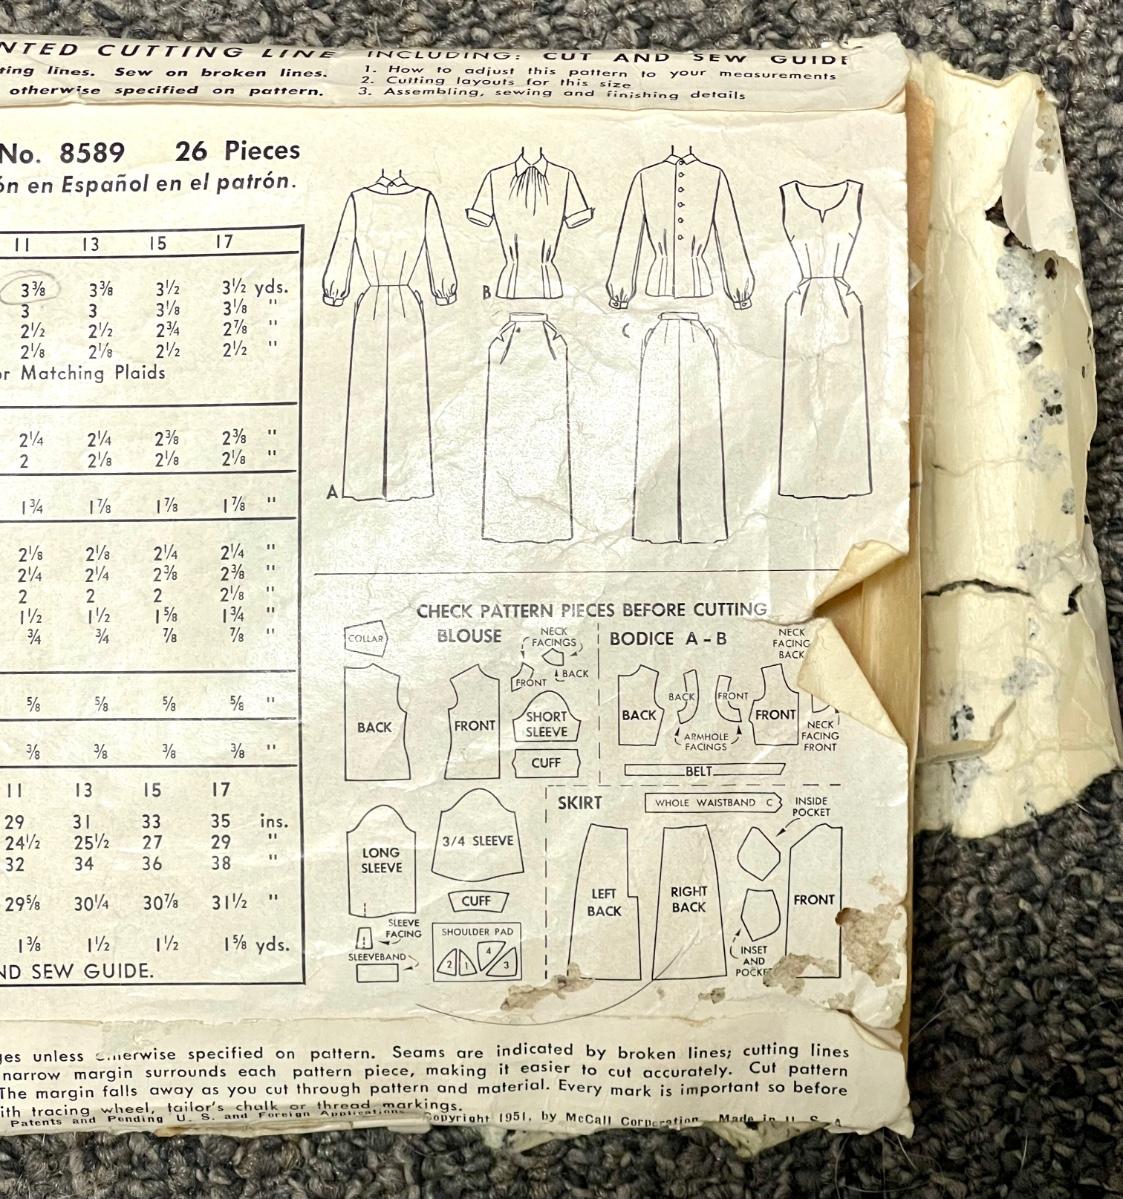 NTED CUTTING LINE INCLUDING: CUT AND SEW GUIDE
ting lines. Sew on broken lines.
otherwise specified on pattern.
1. How to adjust this pattern to your measurements
2. Cutting layouts for this size
3. Assembling, sewing and finishing details
No. 8589 26 Pieces
ón en Español en el patrón.
11 13 15 17
3⅜ 3⅜ 3½ 3½ yds.
3 3 3⅛ 3⅛ "
2½ 2½ 2¾ 2⅞ "
2⅛ 2⅛ 2½ 2½ "
or Matching Plaids
2¼ 2¼ 2⅜ 2⅜ "
2 2⅛ 2⅛ 2⅛ "
1¾ 1⅞ 1⅞ 1⅞ "
2⅛ 2⅛ 2¼ 2¼ "
2¼ 2¼ 2⅜ 2⅜ "
2 2 2 2⅛ "
1½ 1½ 1⅝ 1¾ "
¾ ¾ ⅞ ⅞ "
⅝ ⅝ ⅝ ⅝ "
⅜ ⅜ ⅜ ⅜ "
11 13 15 17
29 31 33 35 ins.
24½ 25½ 27 29 "
32 34 36 38 "
29⅝ 30¼ 30⅞ 31½ "
1⅜ 1½ 1½ 1⅝ yds.
ND SEW GUIDE.
A
B
C
CHECK PATTERN PIECES BEFORE CUTTING
BLOUSE
COLLAR
NECK
FACINGS
FRONT
BACK
BACK
FRONT
SHORT
SLEEVE
CUFF
LONG
SLEEVE
3/4 SLEEVE
CUFF
SLEEVE
FACING
SLEEVEBAND
SHOULDER PAD
2 1 4 3
BODICE A - B
NECK
FACING
BACK
BACK
BACK
FRONT
FRONT
ARMHOLE
FACINGS
NECK
FACING
FRONT
BELT
SKIRT
WHOLE WAISTBAND C
INSIDE
POCKET
LEFT
BACK
RIGHT
BACK
FRONT
INSET
AND
POCKET
ges unless otherwise specified on pattern. Seams are indicated by broken lines; cutting lines
narrow margin surrounds each pattern piece, making it easier to cut accurately. Cut pattern
The margin falls away as you cut through pattern and material. Every mark is important so before
ith tracing wheel, tailor's chalk or thread markings.
Patents and Pending U. S. and Foreign Applications Copyright 1951, by McCall Corporation Made in U. S. A